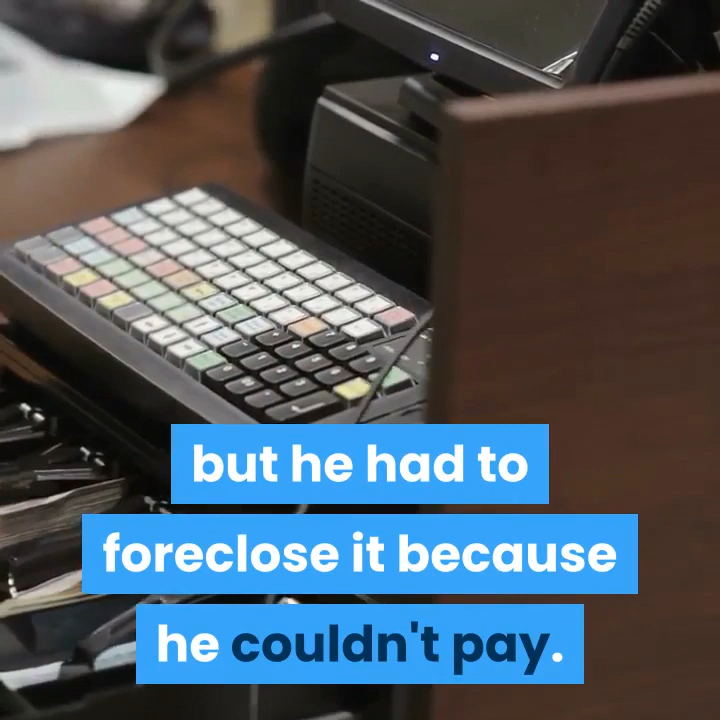 but he had to
foreclose it because
he couldn't pay.